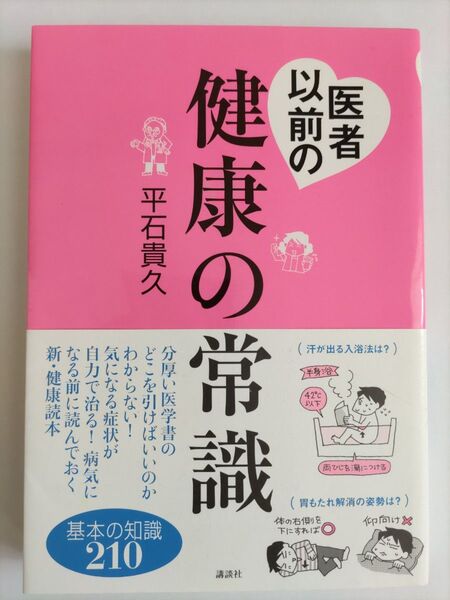 医者
以前の
健康の常識
平石貴久
分厚い医学書の
どこを引けばいいのか
わからない!
気になる症状が
自力で治る! 病気に
なる前に読んでおく
新・健康読本
基本の知識
210
(汗が出る入浴法は?)
半身浴
42℃
以下
両ひじを湯につける
(胃もたれ解消の姿勢は?)
体の右側を
下にすれば○
仰向け×
講談社